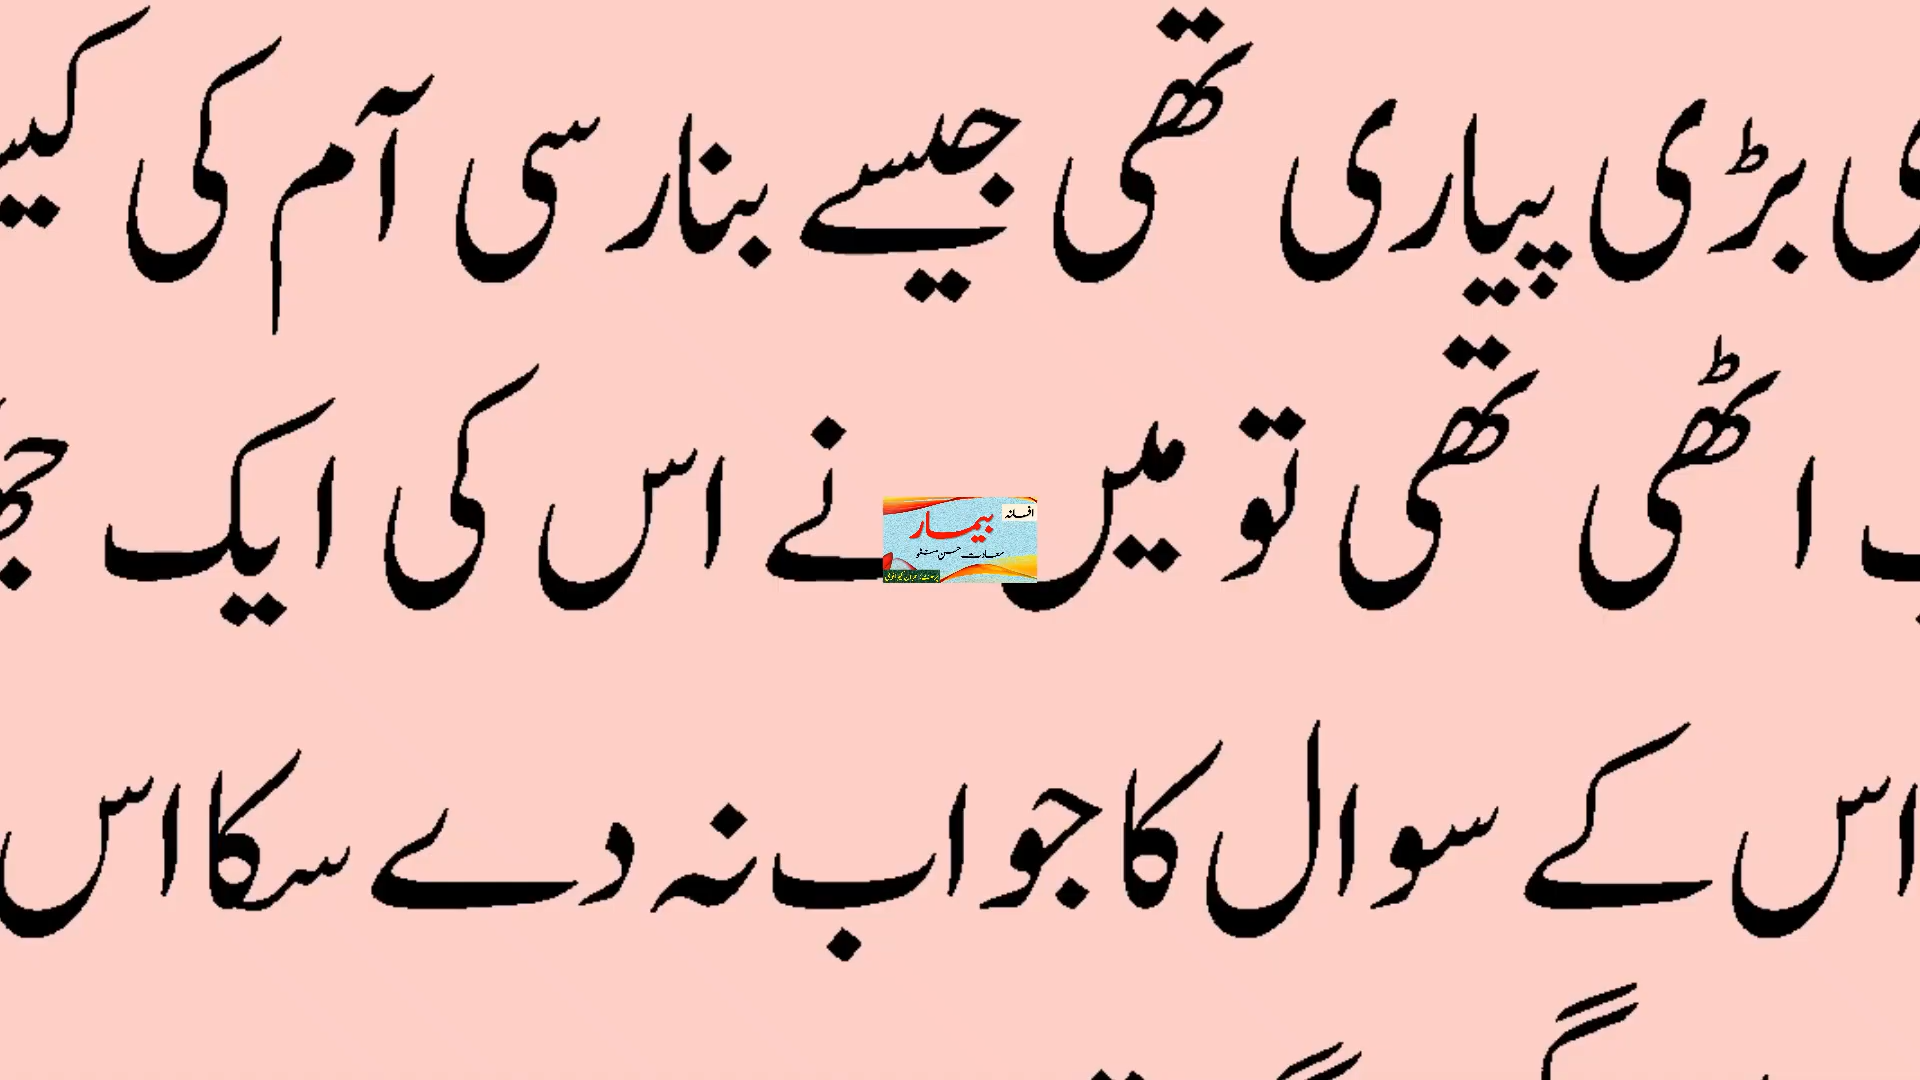 بڑی پیاری تھی جیسے بنارسی آم کی
اٹھی تھی تو میں نے اس کی ایک
افسانہ
بیمار
سعادت حسن منٹو
اس کے سوال کا جواب نہ دے سکا اس